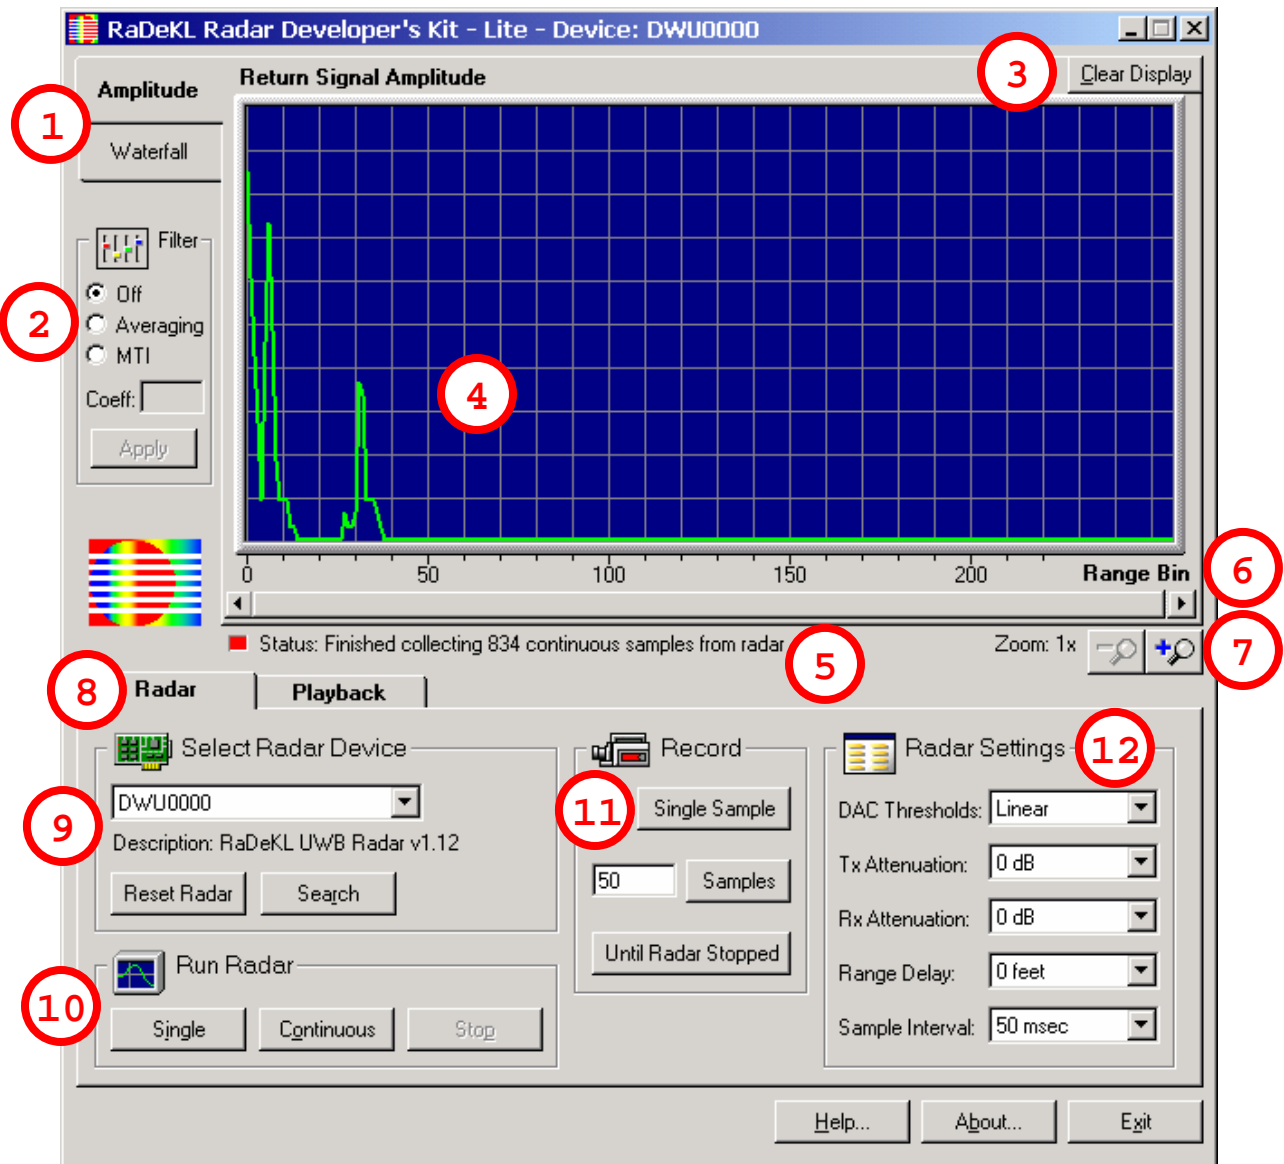 RaDeKL Radar Developer's Kit - Lite - Device: DWU0000
Amplitude
Return Signal Amplitude
3
Clear Display
1
Waterfall
Filter
Off
2
Averaging
MTI
4
Coeff:
Apply
0 50 100 150 200 Range Bin
6
Status: Finished collecting 834 continuous samples from radar
5
Zoom: 1x
7
8
Radar
Playback
Select Radar Device
Record
Radar Settings
12
DWU0000
9
Description: RaDeKL UWB Radar v1.12
Reset Radar
Search
11
Single Sample
50
Samples
Until Radar Stopped
DAC Thresholds: Linear
Tx Attenuation: 0 dB
Rx Attenuation: 0 dB
Range Delay: 0 feet
Sample Interval: 50 msec
Run Radar
10
Single
Continuous
Stop
Help...
About...
Exit